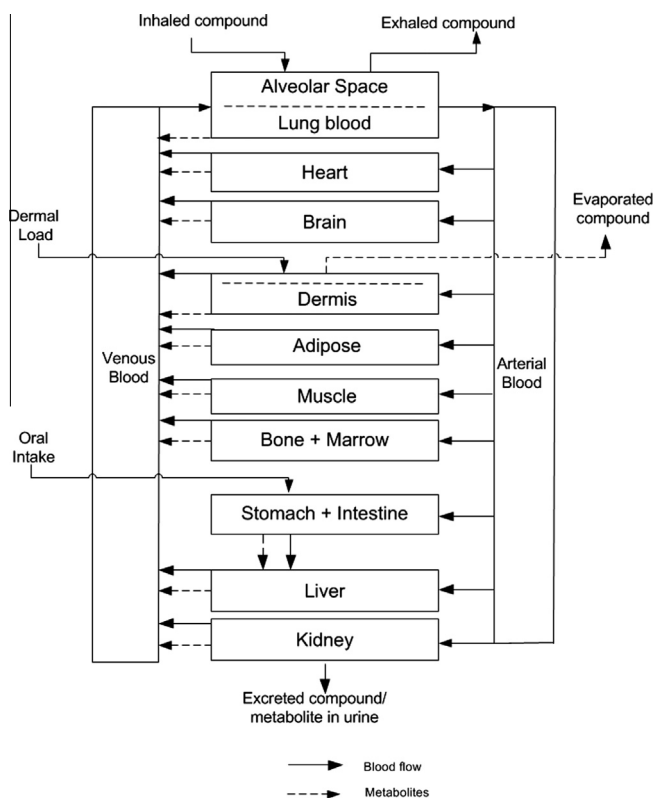 Inhaled compound
Exhaled compound
Alveolar Space
Lung blood
Heart
Brain
Evaporated
compound
Dermal
Load
Dermis
Adipose
Venous
Blood
Arterial
Blood
Muscle
Bone + Marrow
Oral
Intake
Stomach + Intestine
Liver
Kidney
Excreted compound/
metabolite in urine
Blood flow
Metabolites